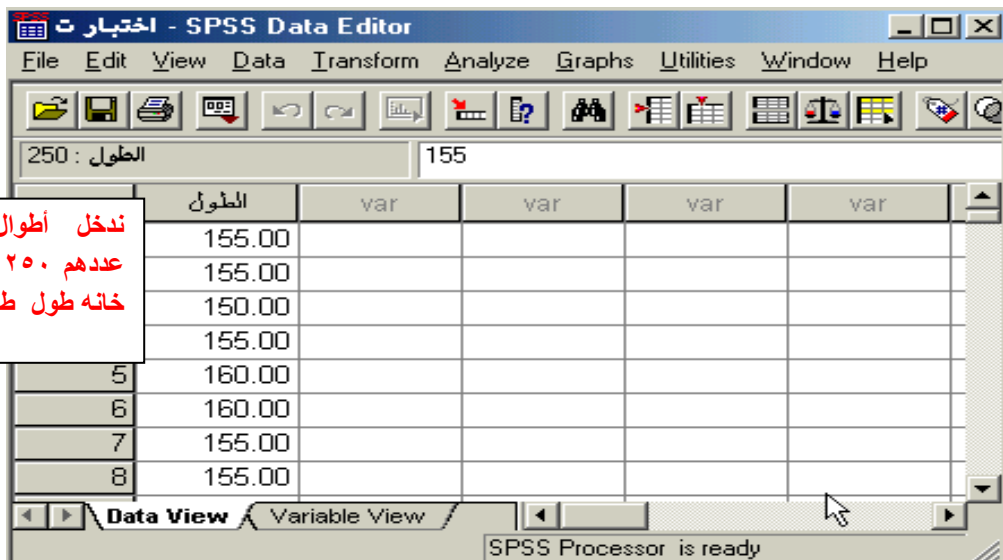 اختبار ت - SPSS Data Editor
File Edit View Data Transform Analyze Graphs Utilities Window Help
250 : الطول 155
الطول var var var var
ندخل أطوال
عددهم ٢٥٠
خانه طول
155.00
155.00
150.00
155.00
5 160.00
6 160.00
7 155.00
8 155.00
Data View Variable View
SPSS Processor is ready